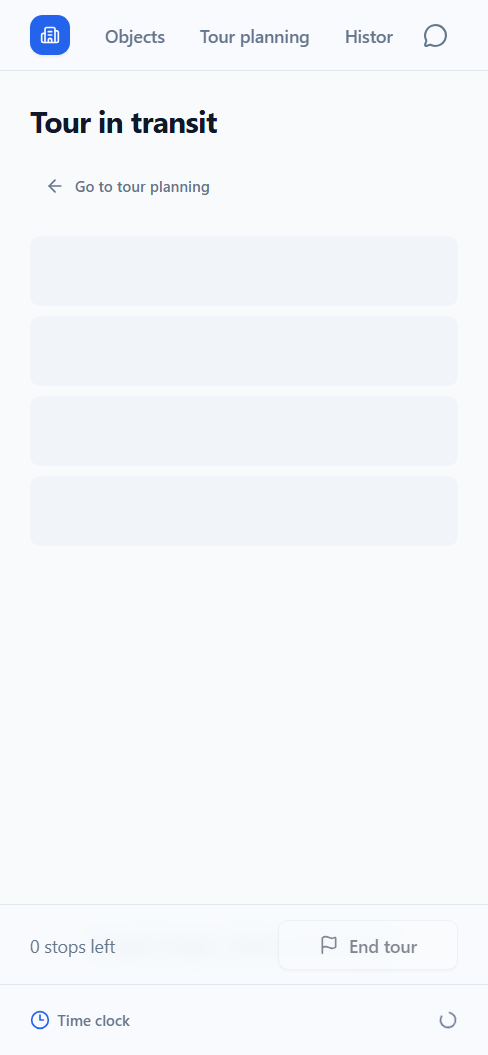 Objects Tour planning Histor
Tour in transit
Go to tour planning
0 stops left End tour
Time clock